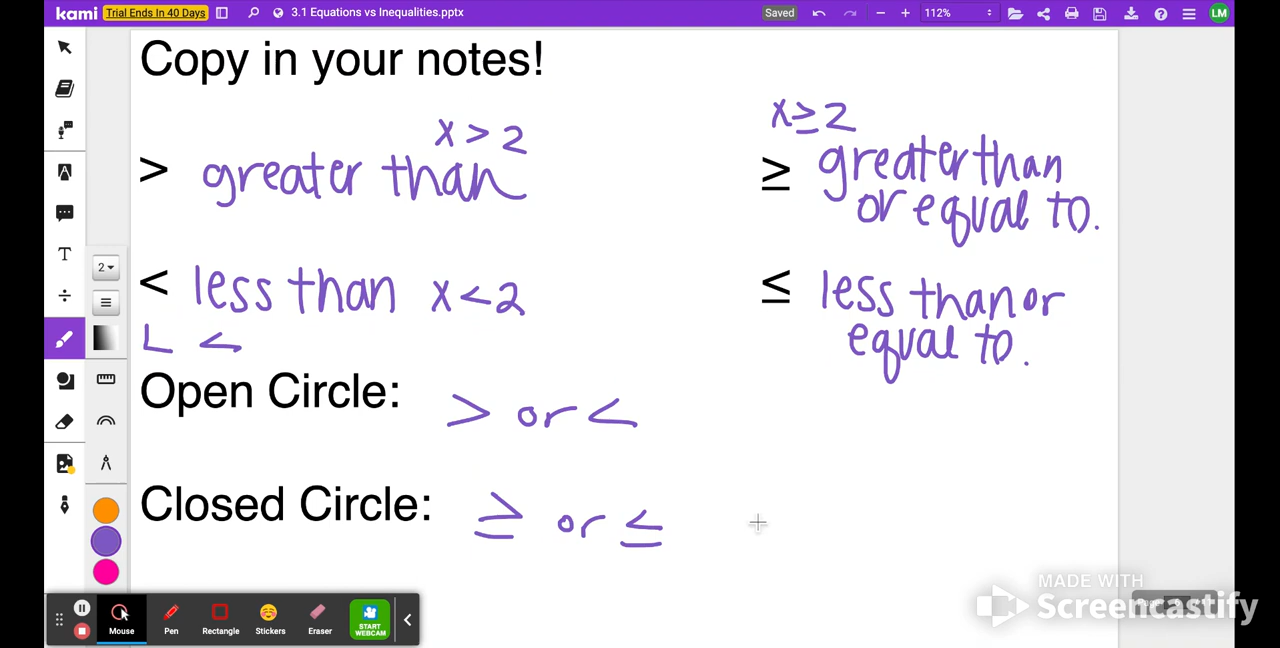 kami Trial Ends In 40 Days 3.1 Equations vs Inequalities.pptx Saved 112% LM
Copy in your notes!
x > 2
> greater than
x ≥ 2
≥ greater than
or equal to.
< less than x < 2
L <
≤ less than or
equal to.
Open Circle: > or <
Closed Circle: ≥ or ≤
T
2
Mouse Pen Rectangle Stickers Eraser START WEBCAM
MADE WITH
Screencastify